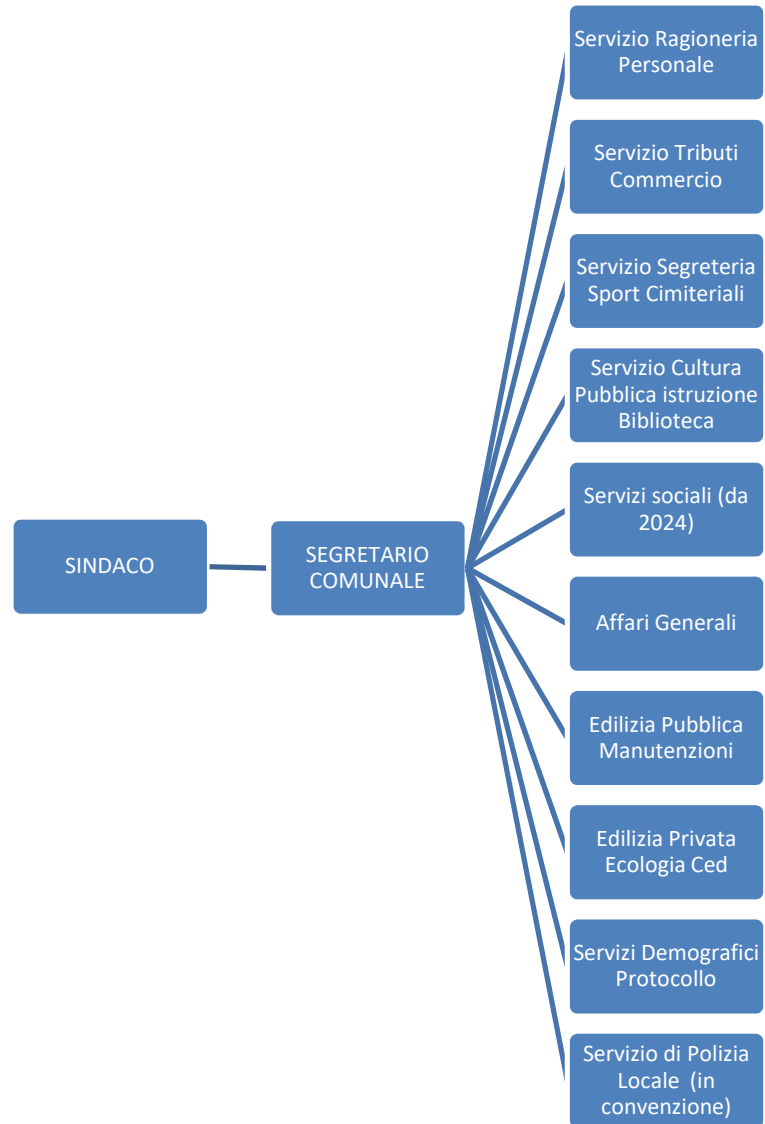 SINDACO
SEGRETARIO
COMUNALE
Servizio Ragioneria
Personale
Servizio Tributi
Commercio
Servizio Segreteria
Sport Cimiteriali
Servizio Cultura
Pubblica istruzione
Biblioteca
Servizi sociali (da
2024)
Affari Generali
Edilizia Pubblica
Manutenzioni
Edilizia Privata
Ecologia Ced
Servizi Demografici
Protocollo
Servizio di Polizia
Locale (in
convenzione)